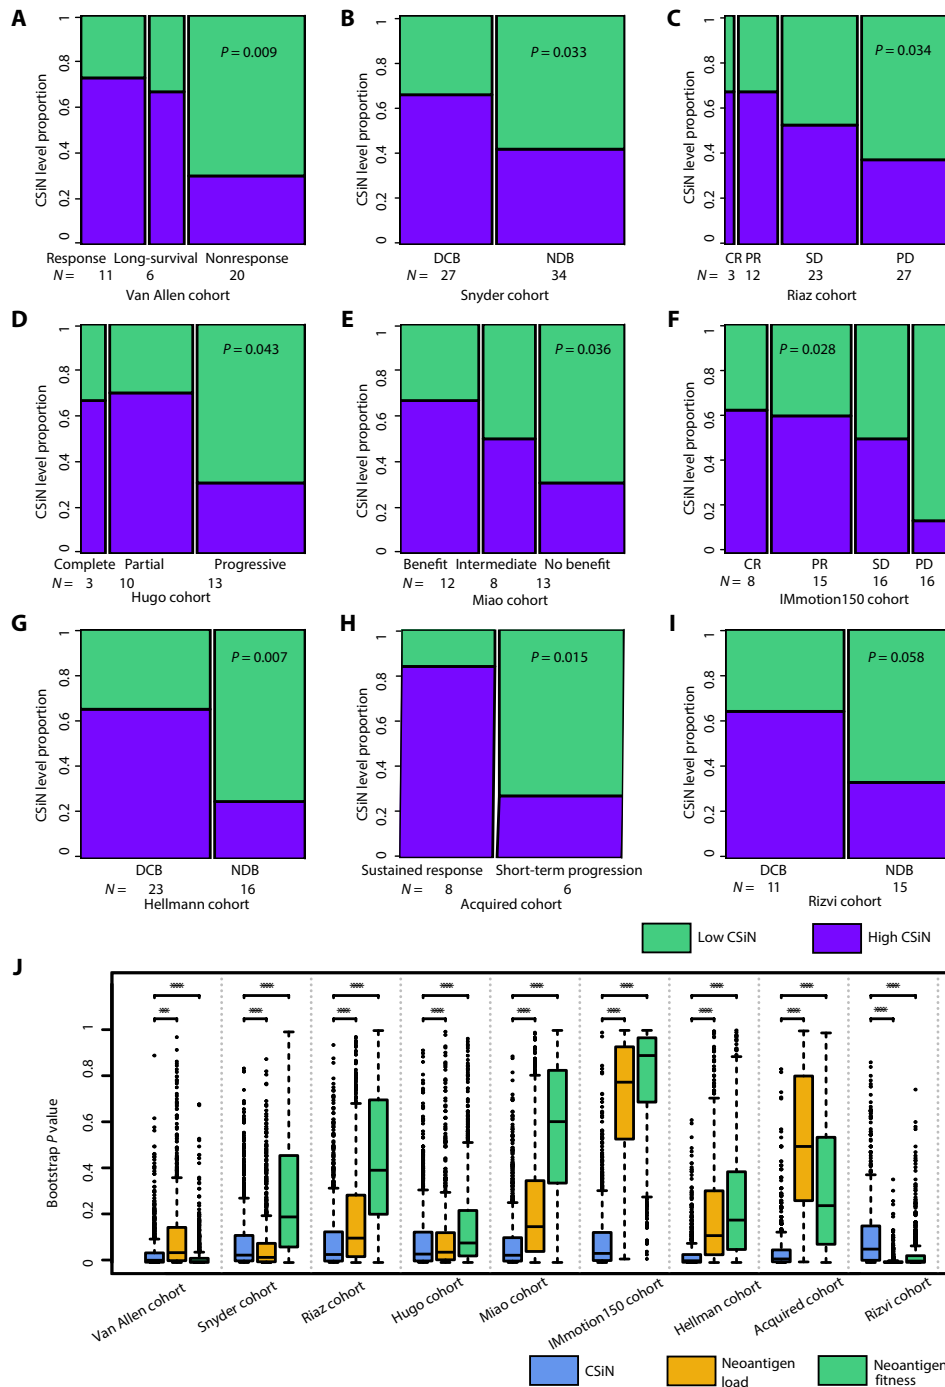 A
CSiN level proportion
0 0.2 0.4 0.6 0.8 1
P = 0.009
Response Long-survival Nonresponse
N = 11 6 20
Van Allen cohort
B
CSiN level proportion
0 0.2 0.4 0.6 0.8 1
P = 0.033
DCB NDB
N = 27 34
Snyder cohort
C
CSiN level proportion
0 0.2 0.4 0.6 0.8 1
P = 0.034
CR PR SD PD
N = 3 12 23 27
Riaz cohort
D
CSiN level proportion
0 0.2 0.4 0.6 0.8 1
P = 0.043
Complete Partial Progressive
N = 3 10 13
Hugo cohort
E
CSiN level proportion
0 0.2 0.4 0.6 0.8 1
P = 0.036
Benefit Intermediate No benefit
N = 12 8 13
Miao cohort
F
CSiN level proportion
0 0.2 0.4 0.6 0.8 1
P = 0.028
CR PR SD PD
N = 8 15 16 16
IMmotion150 cohort
G
CSiN level proportion
0 0.2 0.4 0.6 0.8 1
P = 0.007
DCB NDB
N = 23 16
Hellmann cohort
H
CSiN level proportion
0 0.2 0.4 0.6 0.8 1
P = 0.015
Sustained response Short-term progression
N = 8 6
Acquired cohort
I
CSiN level proportion
0 0.2 0.4 0.6 0.8 1
P = 0.058
DCB NDB
N = 11 15
Rizvi cohort
Low CSiN High CSiN
J
Bootstrap P value
0 0.2 0.4 0.6 0.8 1
Van Allen cohort
Snyder cohort
Riaz cohort
Hugo cohort
Miao cohort
IMmotion150 cohort
Hellman cohort
Acquired cohort
Rizvi cohort
CSiN
Neoantigen
load
Neoantigen
fitness